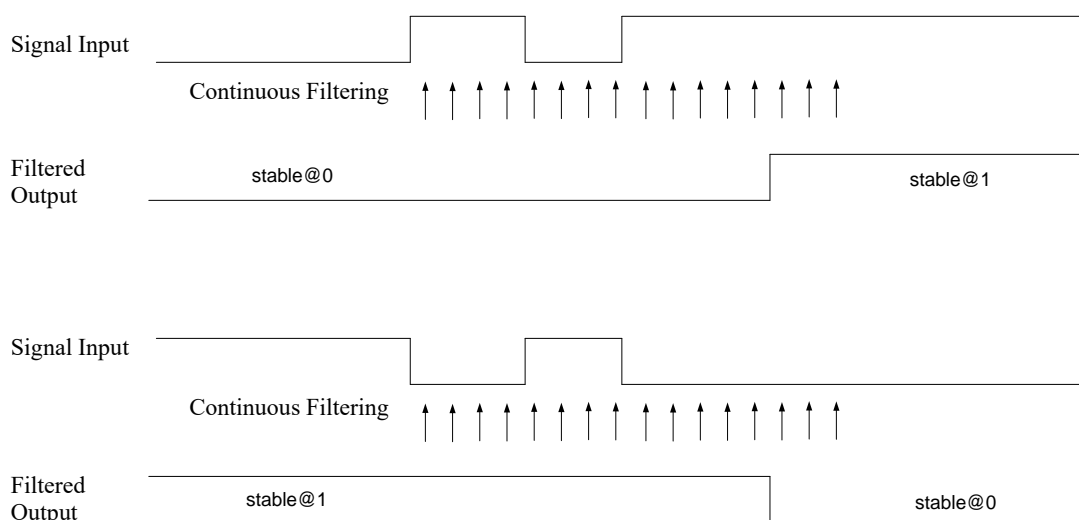 Signal Input
Continuous Filtering
Filtered
Output
stable@0
stable@1
Signal Input
Continuous Filtering
Filtered
Output
stable@1
stable@0